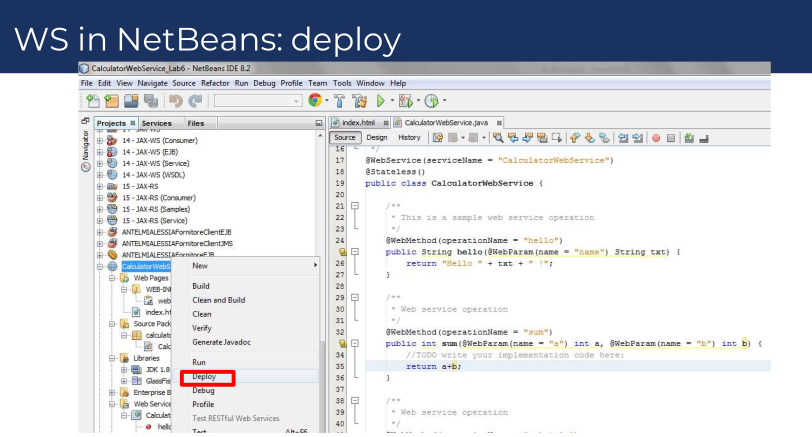 WS in NetBeans: deploy
CalculatorWebService_Lab6 - NetBeans IDE 8.2
File Edit View Navigate Source Refactor Run Debug Profile Team Tools Window Help
Projects Services Files
index.html CalculatorWebService.java
Navigator
Source Design History
14 - JAX-WS (Consumer)
14 - JAX-WS (EJB)
14 - JAX-WS (Service)
14 - JAX-WS (WSDL)
15 - JAX-RS
15 - JAX-RS (Consumer)
15 - JAX-RS (Samples)
15 - JAX-RS (Service)
ANTELMIALESSIAFornitoreClientEJB
ANTELMIALESSIAFornitoreClientJMS
ANTELMIALESSIAFornitoreEJB
CalculatorWebS
Web Pages
WEB-INF
web
index.ht
Source Pack
calculato
Calc
Libraries
JDK 1.8
GlassFis
Enterprise B
Web Service
Calculat
hello
New
Build
Clean and Build
Clean
Verify
Generate Javadoc
Run
Deploy
Debug
Profile
Test RESTful Web Services
Test Alt+F6
16 */
17 @WebService(serviceName = "CalculatorWebService")
18 @Stateless()
19 public class CalculatorWebService {
20
21 /**
22 * This is a sample web service operation
23 */
24 @WebMethod(operationName = "hello")
public String hello(@WebParam(name = "name") String txt) {
26 return "Hello " + txt + " !";
27 }
28
29 /**
30 * Web service operation
31 */
32 @WebMethod(operationName = "sum")
public int sum(@WebParam(name = "a") int a, @WebParam(name = "b") int b) {
34 //TODO write your implementation code here:
35 return a+b;
36 }
37
38 /**
39 * Web service operation
40 */